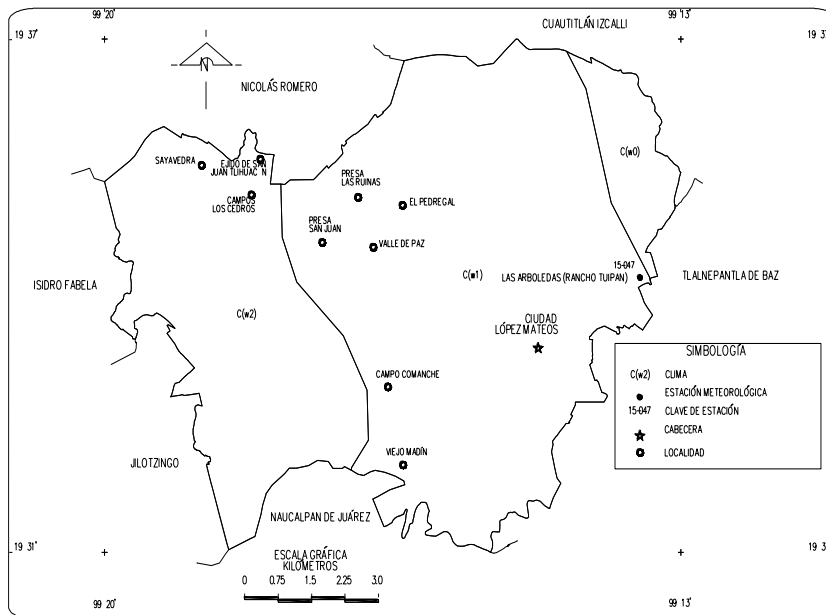 99 20'
99 13'
CUAUTITLÁN IZCALLI
19 37'
19 3
N
NICOLÁS ROMERO
C(w0)
SAYAVEDRA
EJIDO DE SAN
JUAN TLIHUAC N
PRESA
LAS RUINAS
CAMPOS
LOS CEDROS
EL PEDREGAL
PRESA
SAN JUAN
VALLE DE PAZ
15-047
C(w1)
LAS ARBOLEDAS (RANCHO TUIPAN)
TLALNEPANTLA DE BAZ
ISIDRO FABELA
C(w2)
CIUDAD
LÓPEZ MATEOS
SIMBOLOGÍA
C(w2) CLIMA
ESTACIÓN METEOROLÓGICA
15-047 CLAVE DE ESTACIÓN
CABECERA
LOCALIDAD
CAMPO COMANCHE
VIEJO MADÍN
JILOTZINGO
NAUCALPAN DE JUÁREZ
19 31'
19 3
ESCALA GRÁFICA
KILÓMETROS
0 0.75 1.5 2.25 3.0
99 20'
99 13'